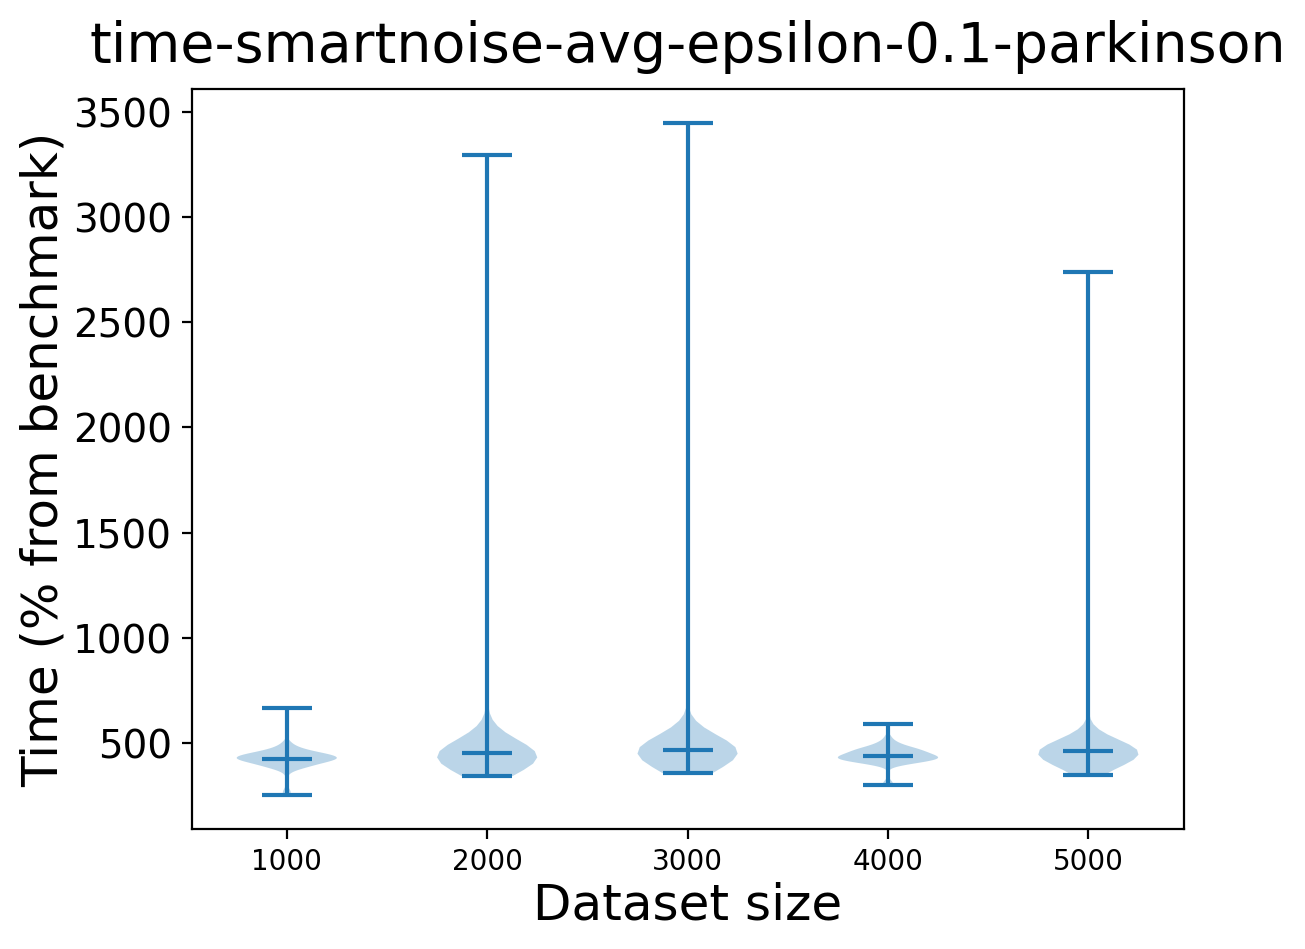 time-smartnoise-avg-epsilon-0.1-parkinson
Time (% from benchmark)
3500
3000
2500
2000
1500
1000
500
1000 2000 3000 4000 5000
Dataset size